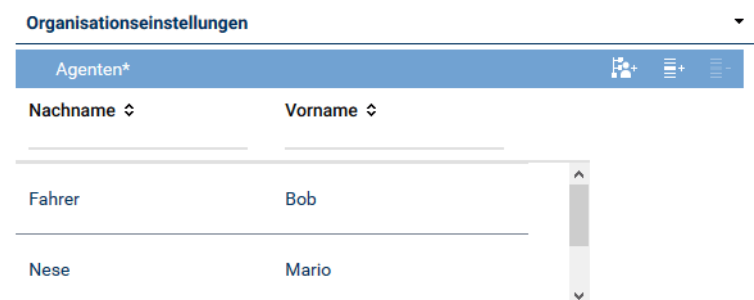 Organisationseinstellungen
Agenten*
Nachname Vorname
Fahrer Bob
Nese Mario